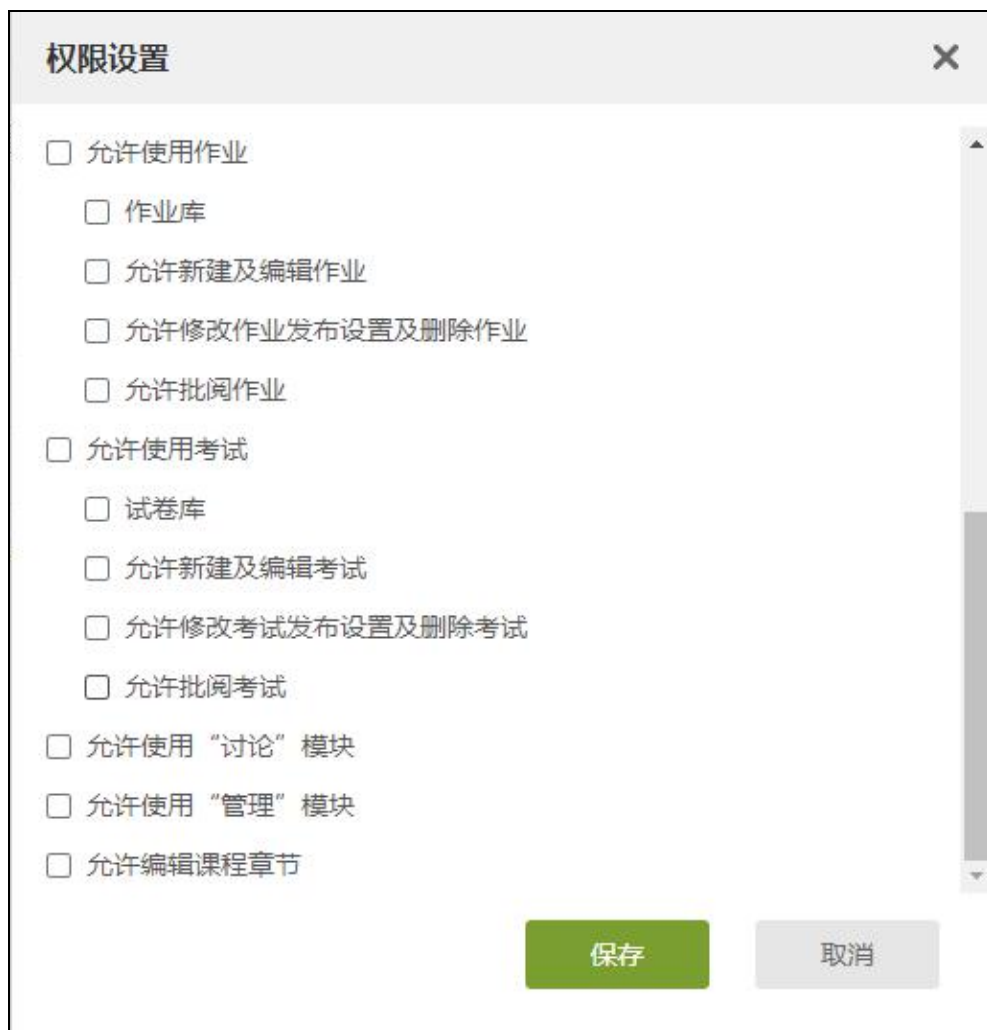 权限设置
允许使用作业
作业库
允许新建及编辑作业
允许修改作业发布设置及删除作业
允许批阅作业
允许使用考试
试卷库
允许新建及编辑考试
允许修改考试发布设置及删除考试
允许批阅考试
允许使用“讨论”模块
允许使用“管理”模块
允许编辑课程章节
保存 取消